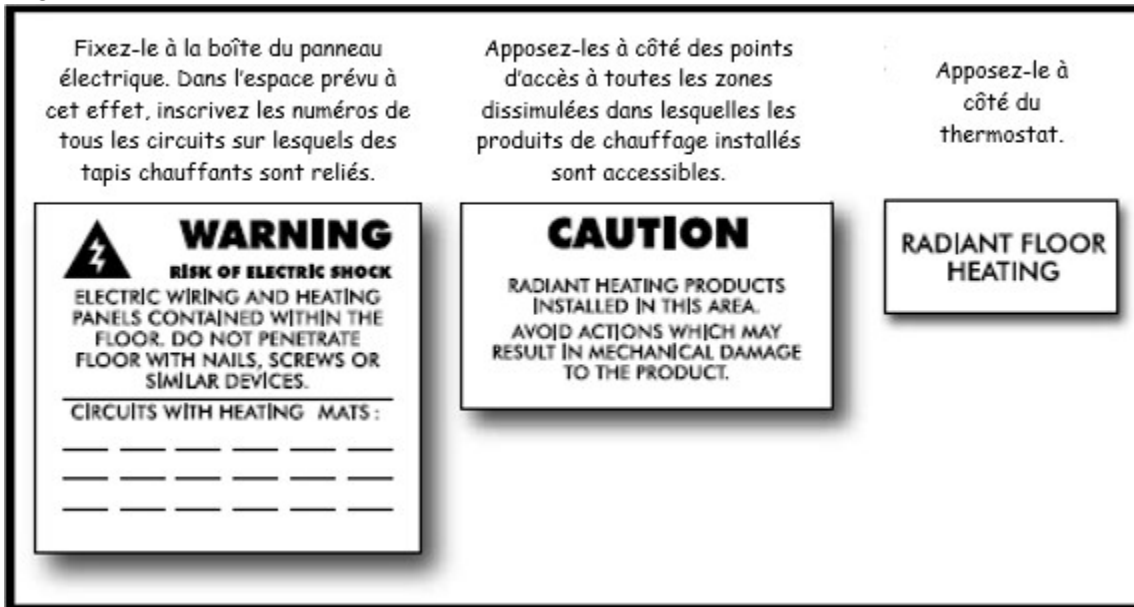 Fixez-le à la boîte du panneau
électrique. Dans l'espace prévu à
cet effet, inscrivez les numéros de
tous les circuits sur lesquels des
tapis chauffants sont reliés.
WARNING
RISK OF ELECTRIC SHOCK
ELECTRIC WIRING AND HEATING
PANELS CONTAINED WITHIN THE
FLOOR. DO NOT PENETRATE
FLOOR WITH NAILS, SCREWS OR
SIMILAR DEVICES.
CIRCUITS WITH HEATING MATS :
Apposez-les à côté des points
d'accès à toutes les zones
dissimulées dans lesquelles les
produits de chauffage installés
sont accessibles.
CAUTION
RADIANT HEATING PRODUCTS
INSTALLED IN THIS AREA.
AVOID ACTIONS WHICH MAY
RESULT IN MECHANICAL DAMAGE
TO THE PRODUCT.
Apposez-le à
côté du
thermostat.
RADIANT FLOOR
HEATING